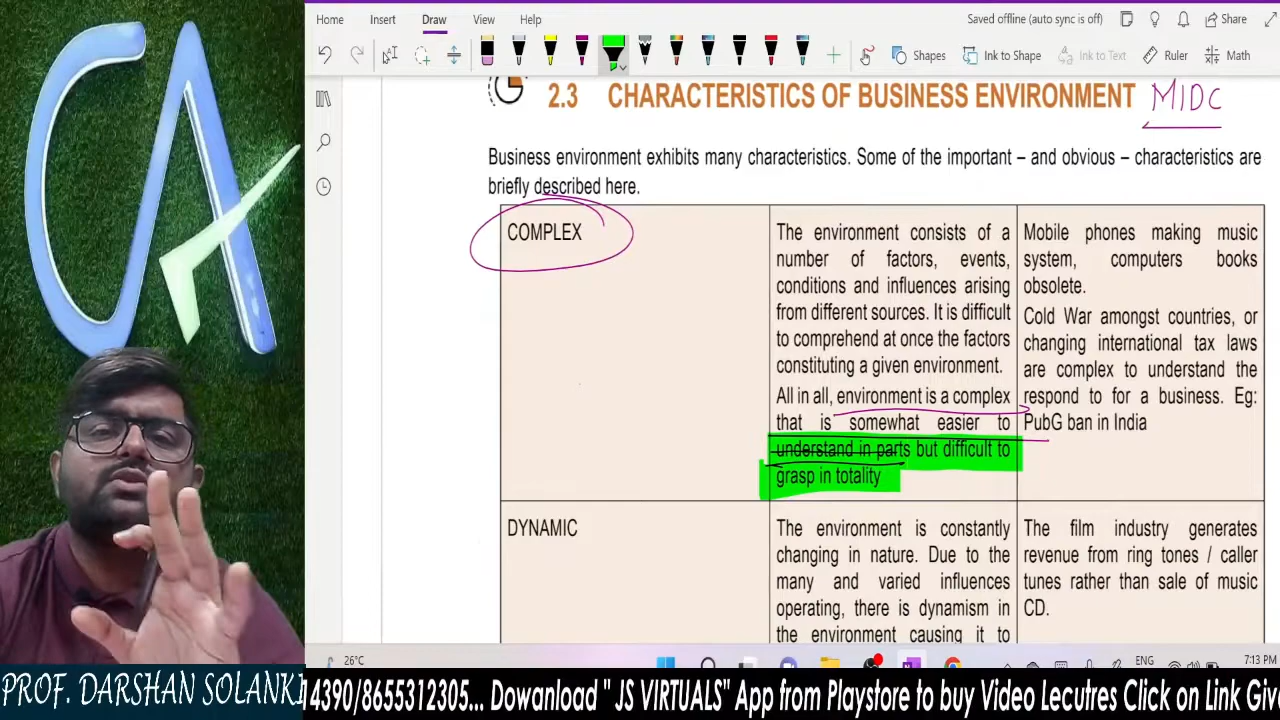 CA
Home Insert Draw View Help Saved offline (auto sync is off) Share
Shapes Ink to Shape Ink to Text Ruler Math
2.3 CHARACTERISTICS OF BUSINESS ENVIRONMENT MIDC
Business environment exhibits many characteristics. Some of the important – and obvious – characteristics are
briefly described here.
COMPLEX
The environment consists of a
number of factors, events,
conditions and influences arising
from different sources. It is difficult
to comprehend at once the factors
constituting a given environment.
All in all, environment is a complex
that is somewhat easier to
understand in parts but difficult to
grasp in totality
Mobile phones making music
system, computers books
obsolete.
Cold War amongst countries, or
changing international tax laws
are complex to understand the
respond to for a business. Eg:
PubG ban in India
DYNAMIC
The environment is constantly
changing in nature. Due to the
many and varied influences
operating, there is dynamism in
the environment causing it to
The film industry generates
revenue from ring tones / caller
tunes rather than sale of music
CD.
26°C ENG 7:13 PM
PROF. DARSHAN SOLANKI
14390/8655312305... Dowanload " JS VIRTUALS" App from Playstore to buy Video Lecutres Click on Link Giv